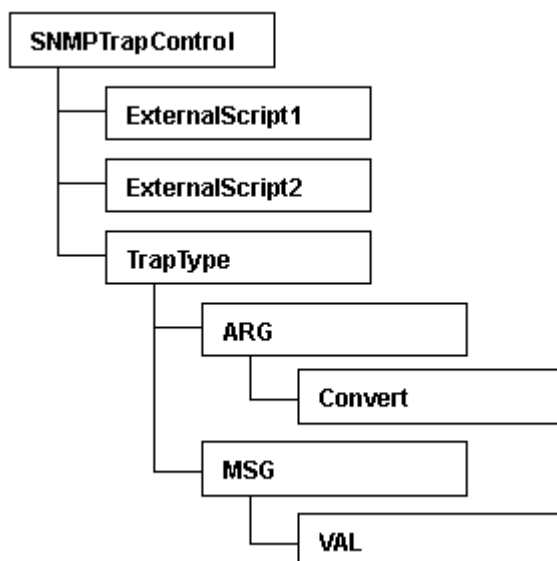 SNMPTrapControl
ExternalScript1
ExternalScript2
TrapType
ARG
Convert
MSG
VAL